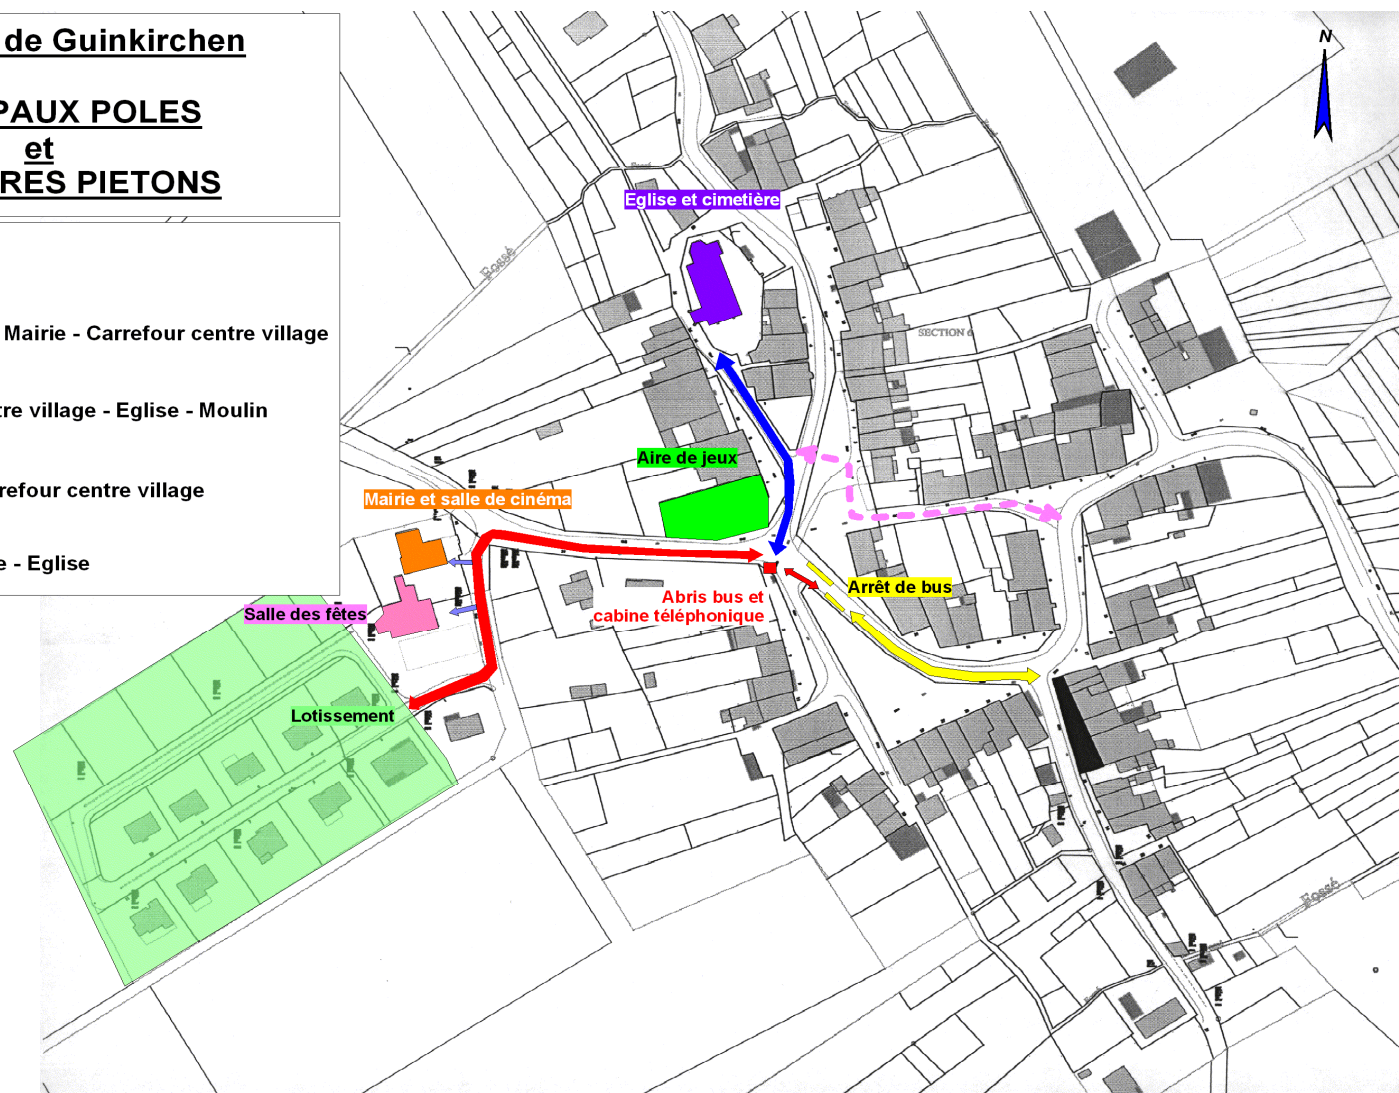 de Guinkirchen
PAUX POLES
et
RES PIETONS
Mairie - Carrefour centre village
tre village - Eglise - Moulin
refour centre village
e - Eglise
N
Fossé
Eglise et cimetière
Fossé
SECTION 6
Aire de jeux
Mairie et salle de cinéma
Arrêt de bus
Abris bus et
cabine téléphonique
Salle des fêtes
Lotissement
Fossé